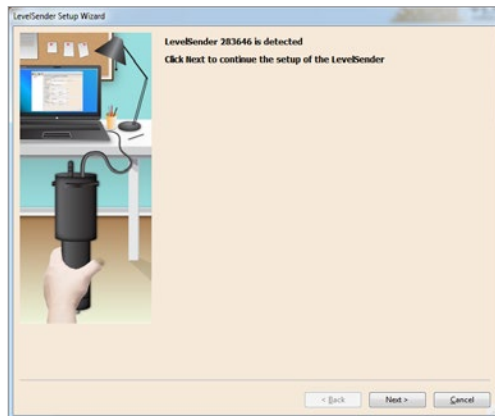 LevelSender Setup Wizard
LevelSender 283646 is detected
Click Next to continue the setup of the LevelSender
< Back
Next >
Cancel